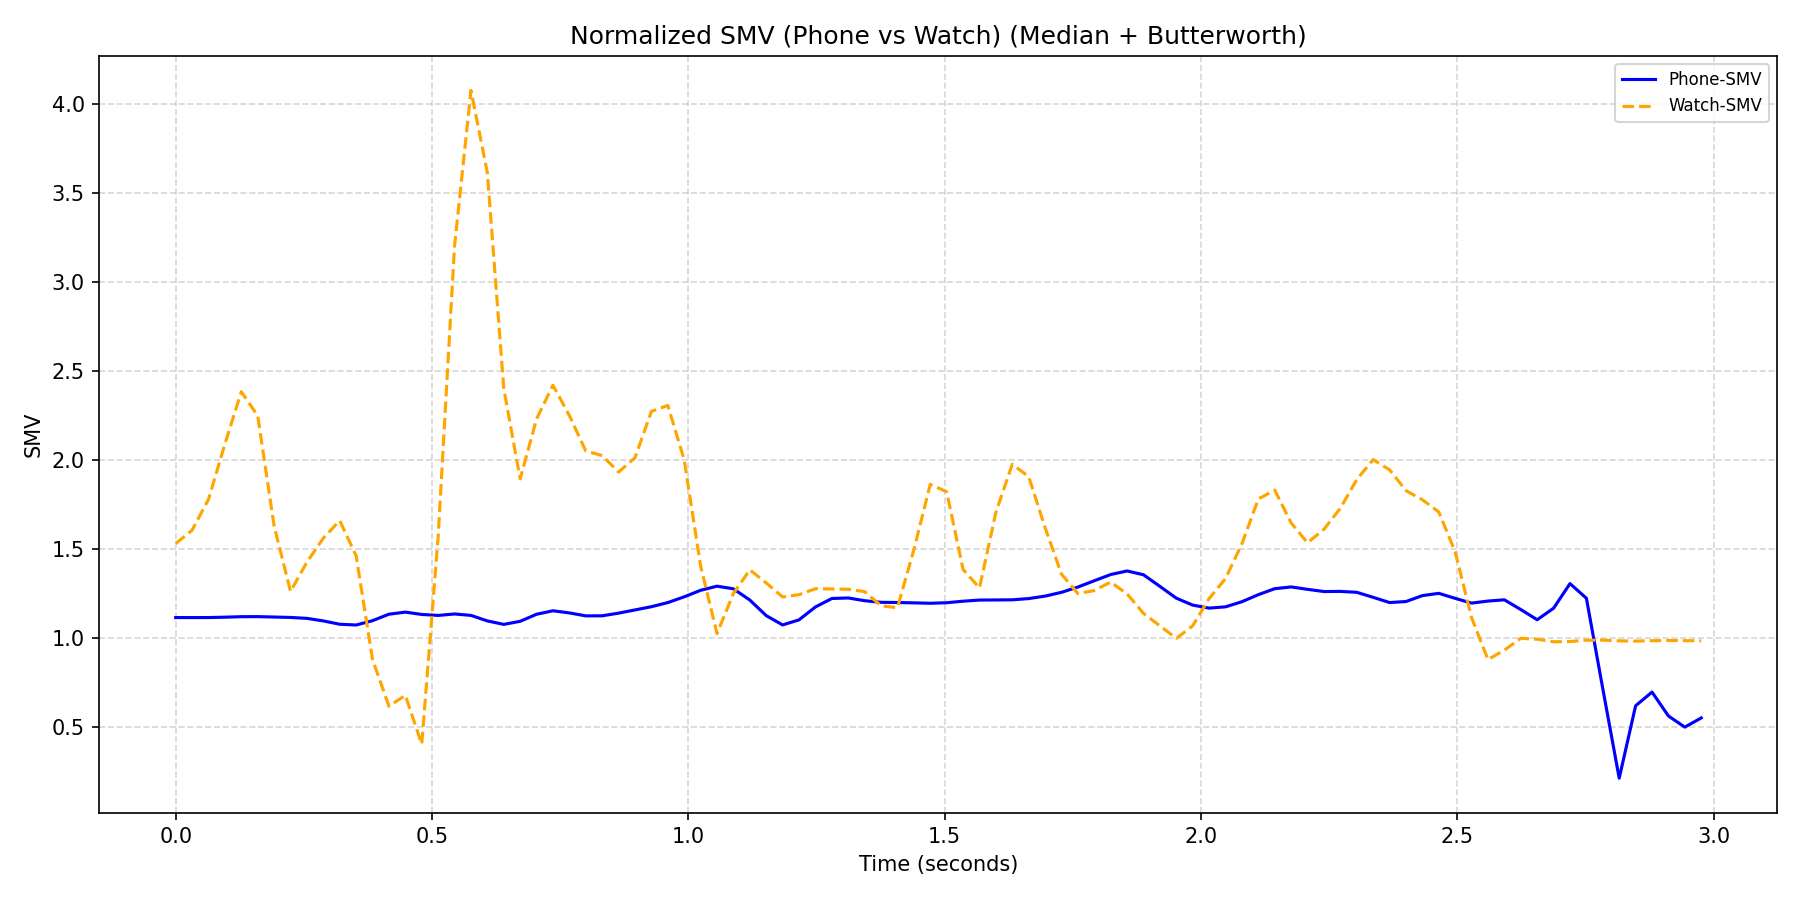 Normalized SMV (Phone vs Watch) (Median + Butterworth)
Phone-SMV
Watch-SMV
SMV
4.0
3.5
3.0
2.5
2.0
1.5
1.0
0.5
0.0 0.5 1.0 1.5 2.0 2.5 3.0
Time (seconds)